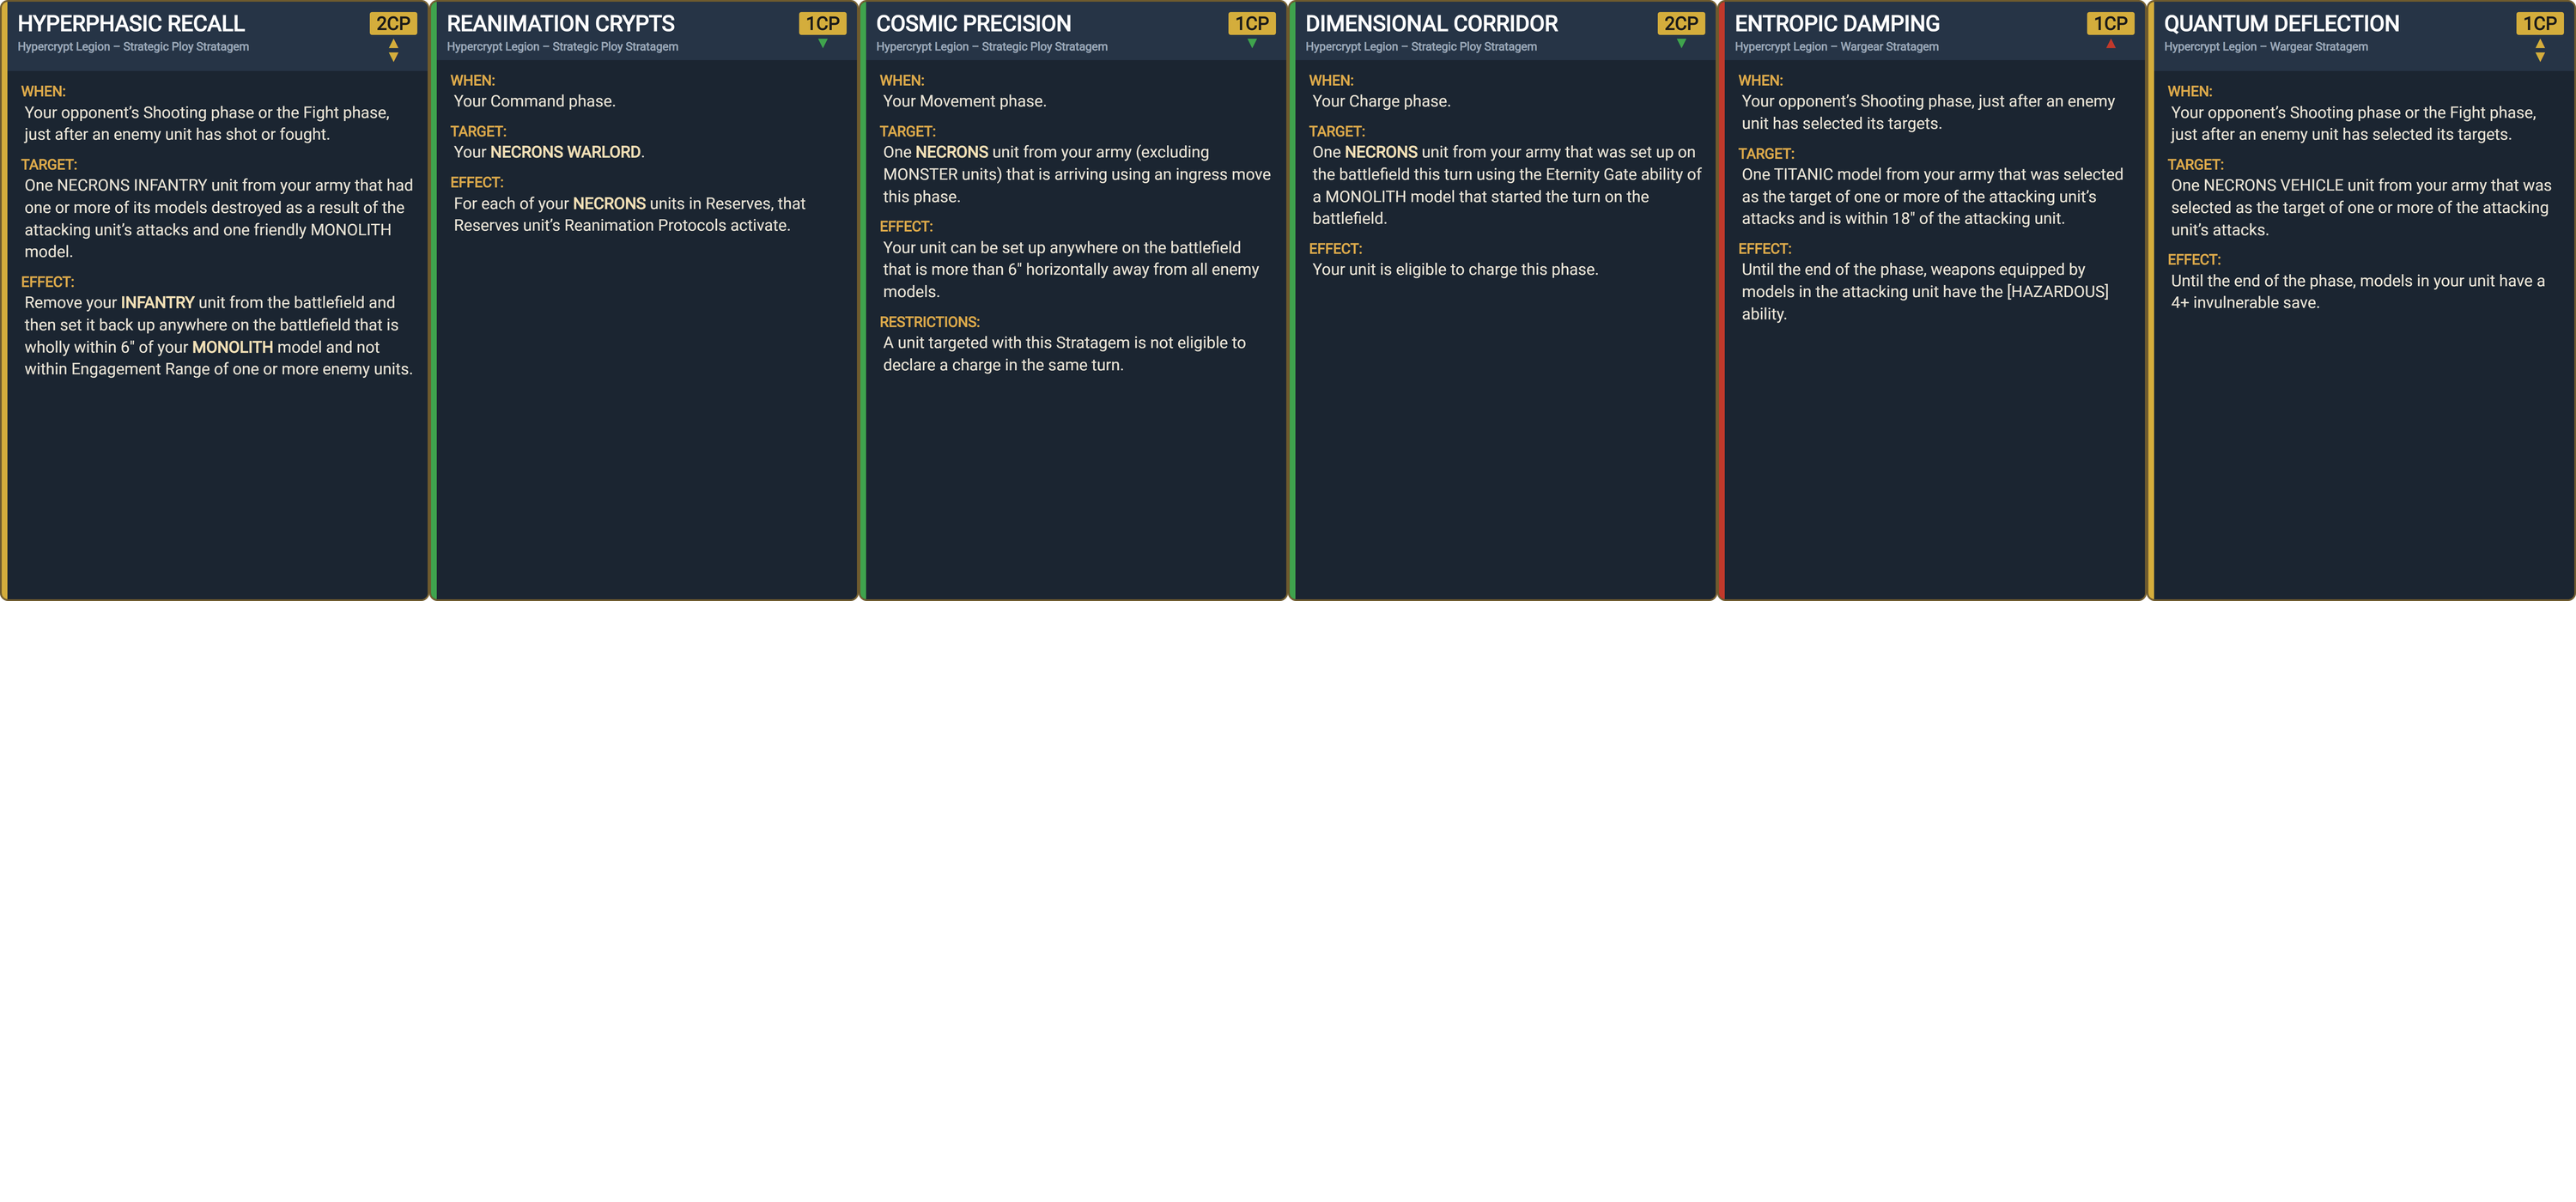 HYPERPHASIC RECALL
2CP
Hypercrypt Legion – Strategic Ploy Stratagem
WHEN:
Your opponent’s Shooting phase or the Fight phase,
just after an enemy unit has shot or fought.
TARGET:
One NECRONS INFANTRY unit from your army that had
one or more of its models destroyed as a result of the
attacking unit’s attacks and one friendly MONOLITH
model.
EFFECT:
Remove your INFANTRY unit from the battlefield and
then set it back up anywhere on the battlefield that is
wholly within 6" of your MONOLITH model and not
within Engagement Range of one or more enemy units.
REANIMATION CRYPTS
1CP
Hypercrypt Legion – Strategic Ploy Stratagem
WHEN:
Your Command phase.
TARGET:
Your NECRONS WARLORD.
EFFECT:
For each of your NECRONS units in Reserves, that
Reserves unit’s Reanimation Protocols activate.
COSMIC PRECISION
1CP
Hypercrypt Legion – Strategic Ploy Stratagem
WHEN:
Your Movement phase.
TARGET:
One NECRONS unit from your army (excluding
MONSTER units) that is arriving using an ingress move
this phase.
EFFECT:
Your unit can be set up anywhere on the battlefield
that is more than 6" horizontally away from all enemy
models.
RESTRICTIONS:
A unit targeted with this Stratagem is not eligible to
declare a charge in the same turn.
DIMENSIONAL CORRIDOR
2CP
Hypercrypt Legion – Strategic Ploy Stratagem
WHEN:
Your Charge phase.
TARGET:
One NECRONS unit from your army that was set up on
the battlefield this turn using the Eternity Gate ability of
a MONOLITH model that started the turn on the
battlefield.
EFFECT:
Your unit is eligible to charge this phase.
ENTROPIC DAMPING
1CP
Hypercrypt Legion – Wargear Stratagem
WHEN:
Your opponent’s Shooting phase, just after an enemy
unit has selected its targets.
TARGET:
One TITANIC model from your army that was selected
as the target of one or more of the attacking unit’s
attacks and is within 18" of the attacking unit.
EFFECT:
Until the end of the phase, weapons equipped by
models in the attacking unit have the [HAZARDOUS]
ability.
QUANTUM DEFLECTION
1CP
Hypercrypt Legion – Wargear Stratagem
WHEN:
Your opponent’s Shooting phase or the Fight phase,
just after an enemy unit has selected its targets.
TARGET:
One NECRONS VEHICLE unit from your army that was
selected as the target of one or more of the attacking
unit’s attacks.
EFFECT:
Until the end of the phase, models in your unit have a
4+ invulnerable save.